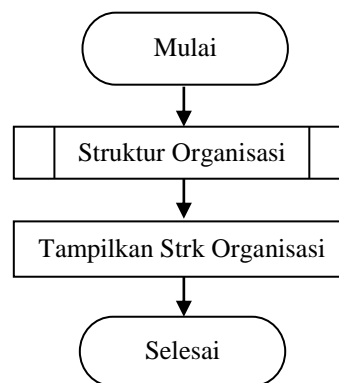 Mulai
Struktur Organisasi
Tampilkan Strk Organisasi
Selesai